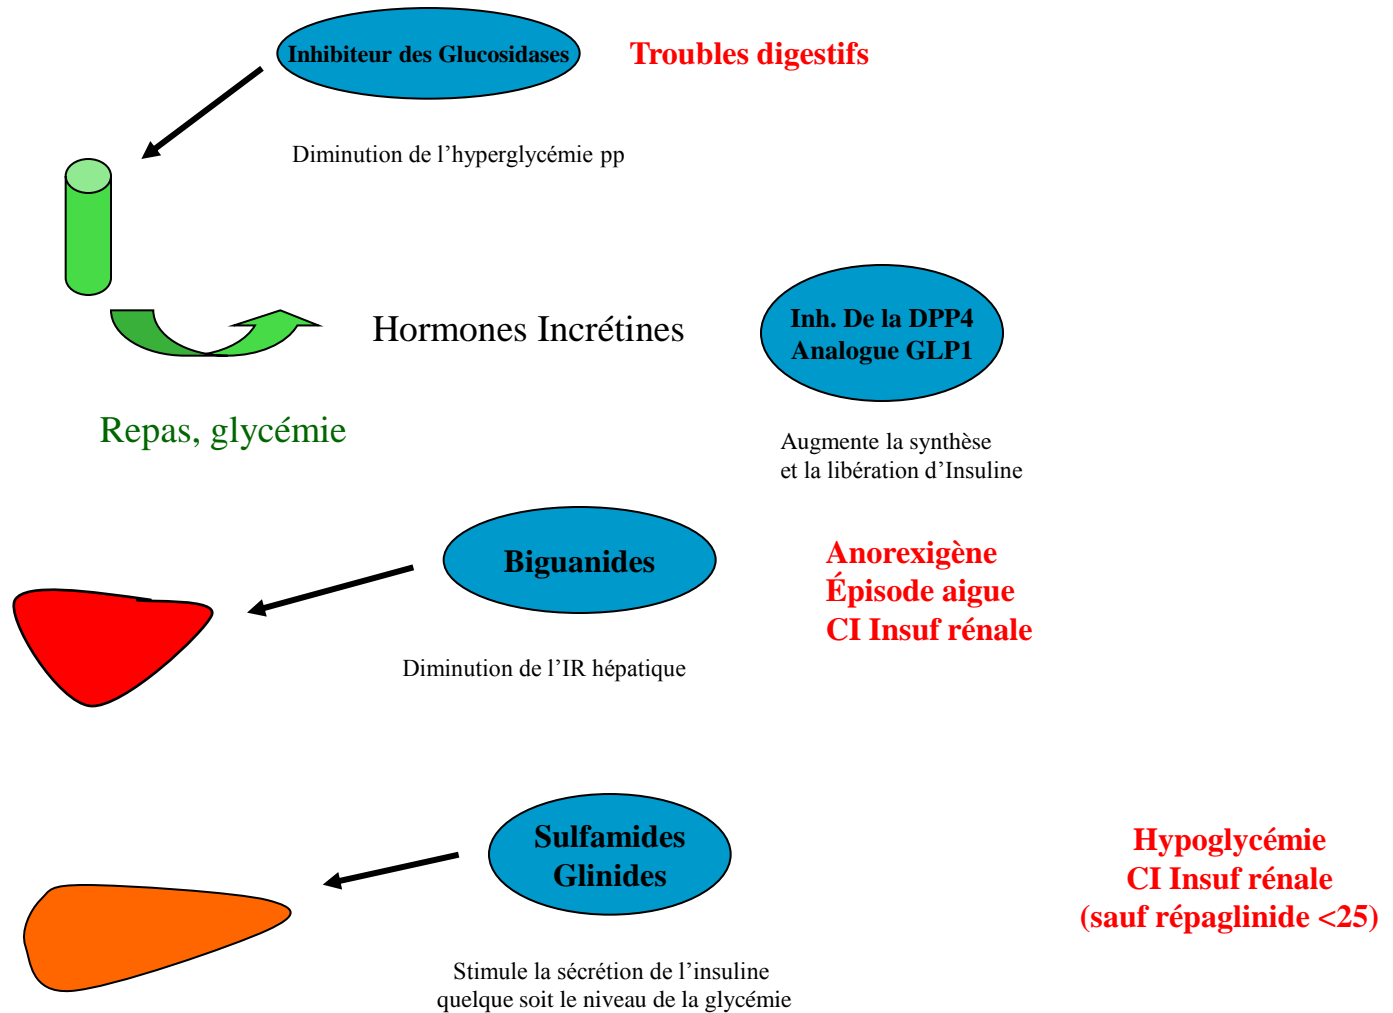 Inhibiteur des Glucosidases
Troubles digestifs
Diminution de l’hyperglycémie pp
Hormones Incrétines
Inh. De la DPP4
Analogue GLP1
Repas, glycémie
Augmente la synthèse
et la libération d’Insuline
Biguanides
Anorexigène
Épisode aigue
CI Insuf rénale
Diminution de l’IR hépatique
Sulfamides
Glinides
Hypoglycémie
CI Insuf rénale
(sauf répaglinide <25)
Stimule la sécrétion de l’insuline
quelque soit le niveau de la glycémie